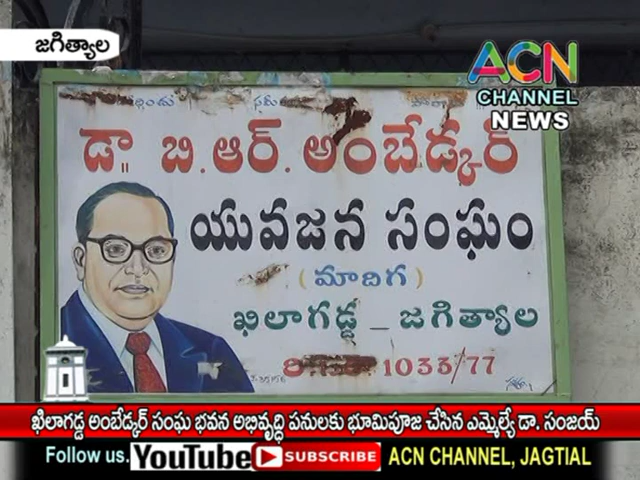 జగిత్యాల
ACN
CHANNEL
NEWS
డా బి.ఆర్. అంబేడ్కర్
యువజన సంఘం
( మాదిగ )
ఖిలాగడ్డ _ జగిత్యాల
1033/77
ఖిలాగడ్డ అంబేడ్కర్ సంఘ భవన అభివృద్ధి పనులకు భూమిపూజ చేసిన ఎమ్మెల్యే డా. సంజయ్
Follow us. YouTube SUBSCRIBE ACN CHANNEL, JAGTIAL